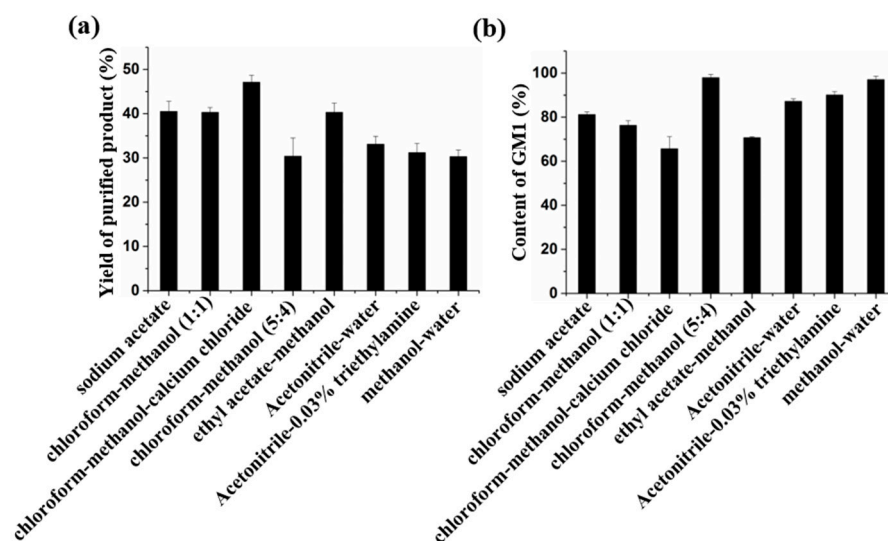 (a)
Yield of purified product (%)
50
40
30
20
10
0
sodium acetate
chloroform-methanol (1:1)
chloroform-methanol-calcium chloride
chloroform-methanol (5:4)
ethyl acetate-methanol
Acetonitrile-water
Acetonitrile-0.03% triethylamine
methanol-water
(b)
Content of GM1 (%)
100
80
60
40
20
0
sodium acetate
chloroform-methanol (1:1)
chloroform-methanol-calcium chloride
chloroform-methanol (5:4)
ethyl acetate-methanol
Acetonitrile-water
Acetonitrile-0.03% triethylamine
methanol-water